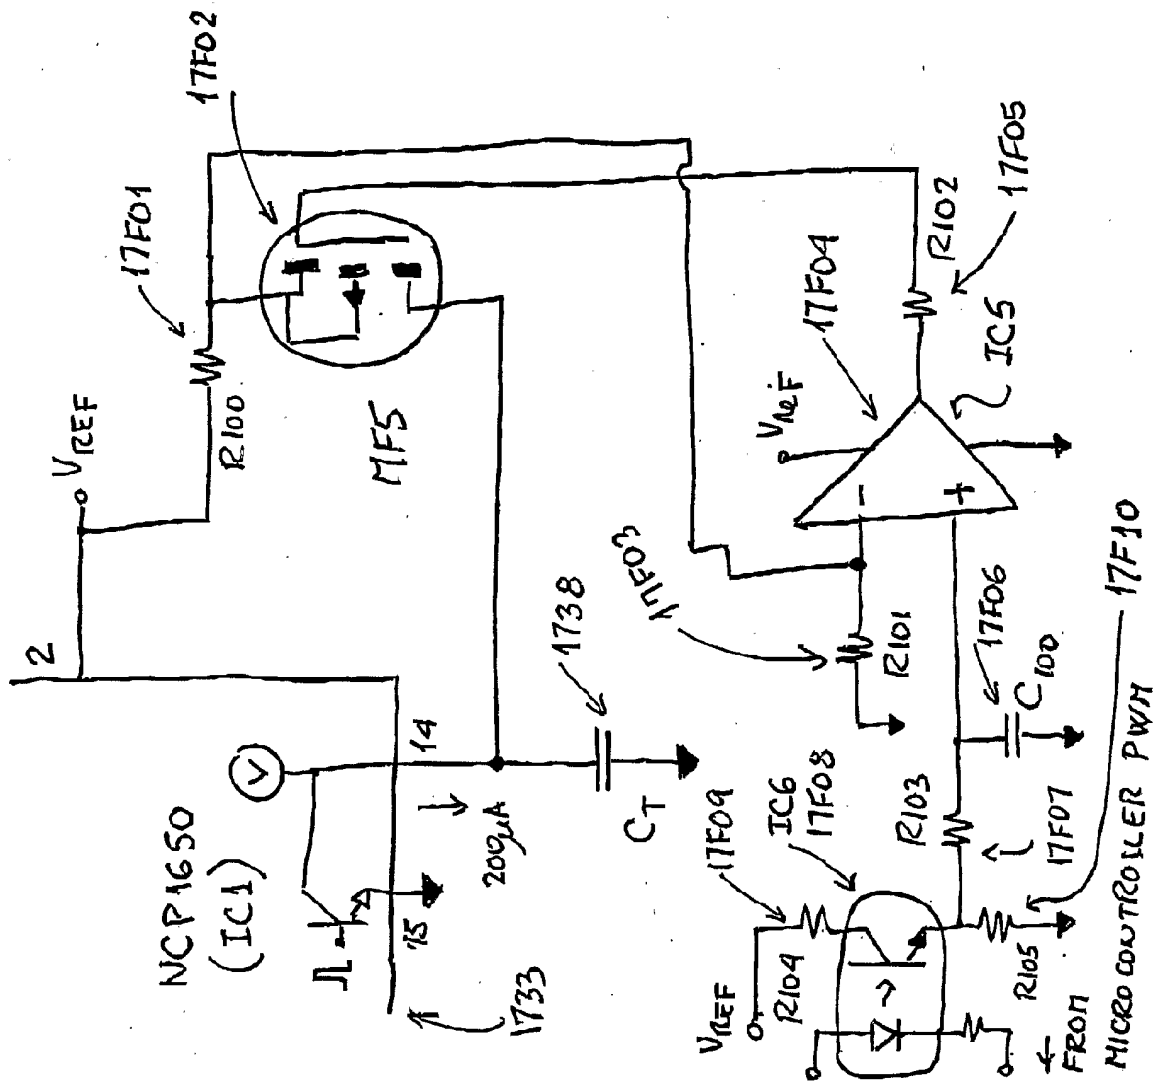 NCP1650
(IC1)
V
1733
15
14
200μA
2
VREF
R100
17F01
17F02
MF5
CT
1738
17F03
R101
VREF
17F04
IC5
R102
17F05
-
+
17F06
C100
R103
17F07
IC6
17F08
17F09
VREF
R104
R105
17F10
FROM
MICROCONTROLLER PWM